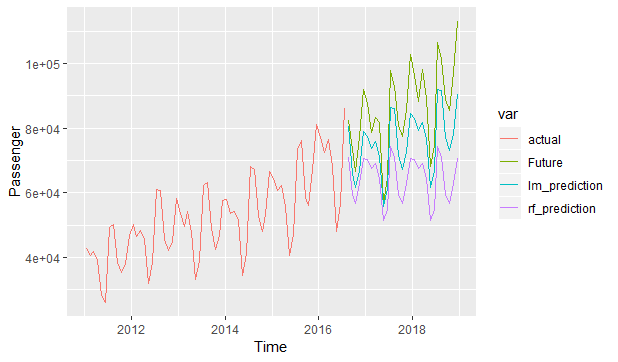 1e+05
8e+04
6e+04
4e+04
Passenger
2012
2014
2016
2018
Time
var
actual
Future
lm_prediction
rf_prediction